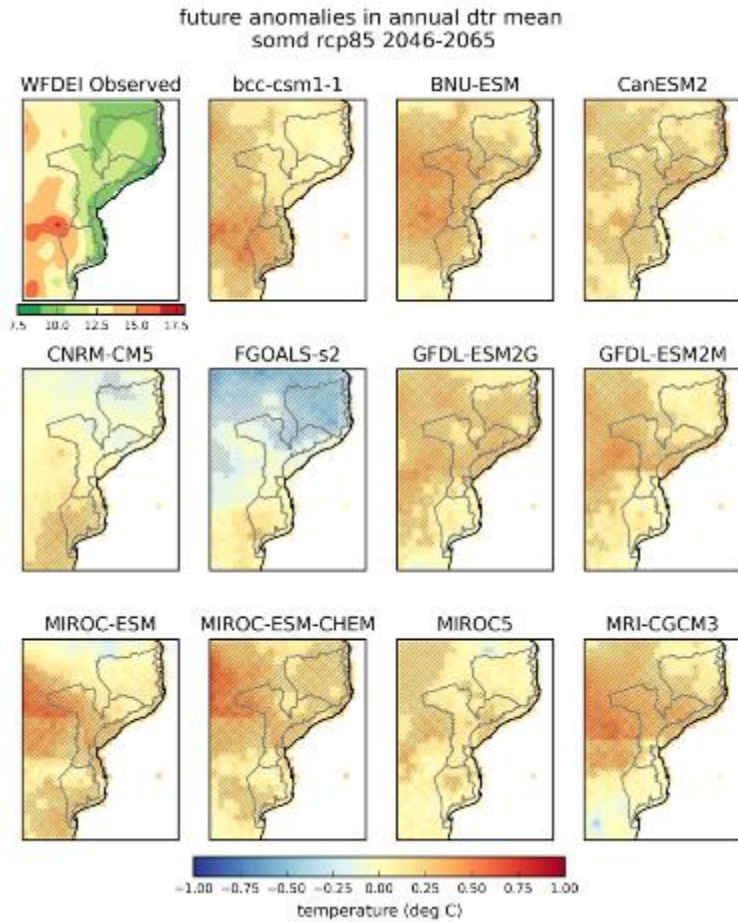 future anomalies in annual dtr mean
somd rcp85 2046-2065
WFDEI Observed
bcc-csm1-1
BNU-ESM
CanESM2
7.5 10.0 12.5 15.0 17.5
CNRM-CM5
FGOALS-s2
GFDL-ESM2G
GFDL-ESM2M
MIROC-ESM
MIROC-ESM-CHEM
MIROC5
MRI-CGCM3
−1.00 −0.75 −0.50 −0.25 0.00 0.25 0.50 0.75 1.00
temperature (deg C)